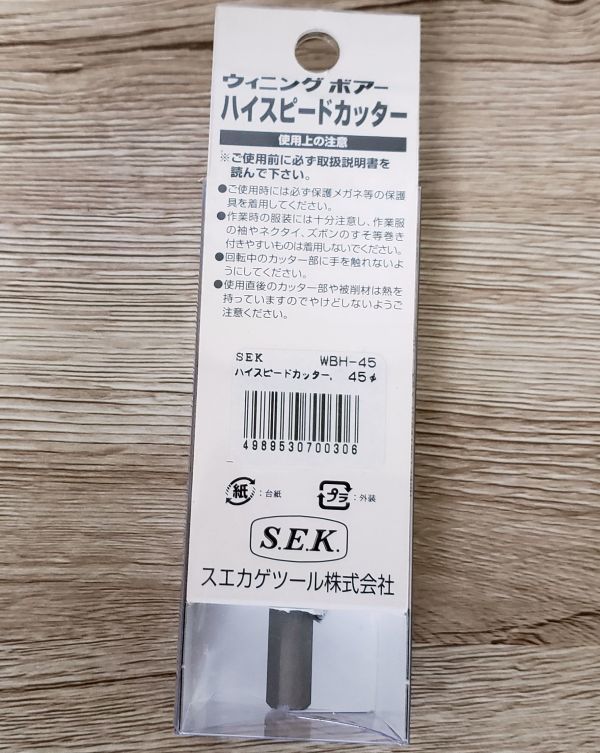 ウィニング ボアー
ハイスピードカッター
使用上の注意
※ご使用前に必ず取扱説明書を
読んで下さい。
●ご使用時には必ず保護メガネ等の保護
具を着用してください。
●作業時の服装には十分注意し、作業服
の袖やネクタイ、ズボンのすそ等巻き
付きやすいものは着用しないでください。
●回転中のカッター部に手を触れないよ
うにしてください。
●使用直後のカッター部や被削材は熱を
持っていますのでやけどしないようご
注意ください。
SEK WBH-45
ハイスピードカッター、 45φ
4989530700306
紙:台紙 プラ:外装
S.E.K.
スエカゲツール株式会社